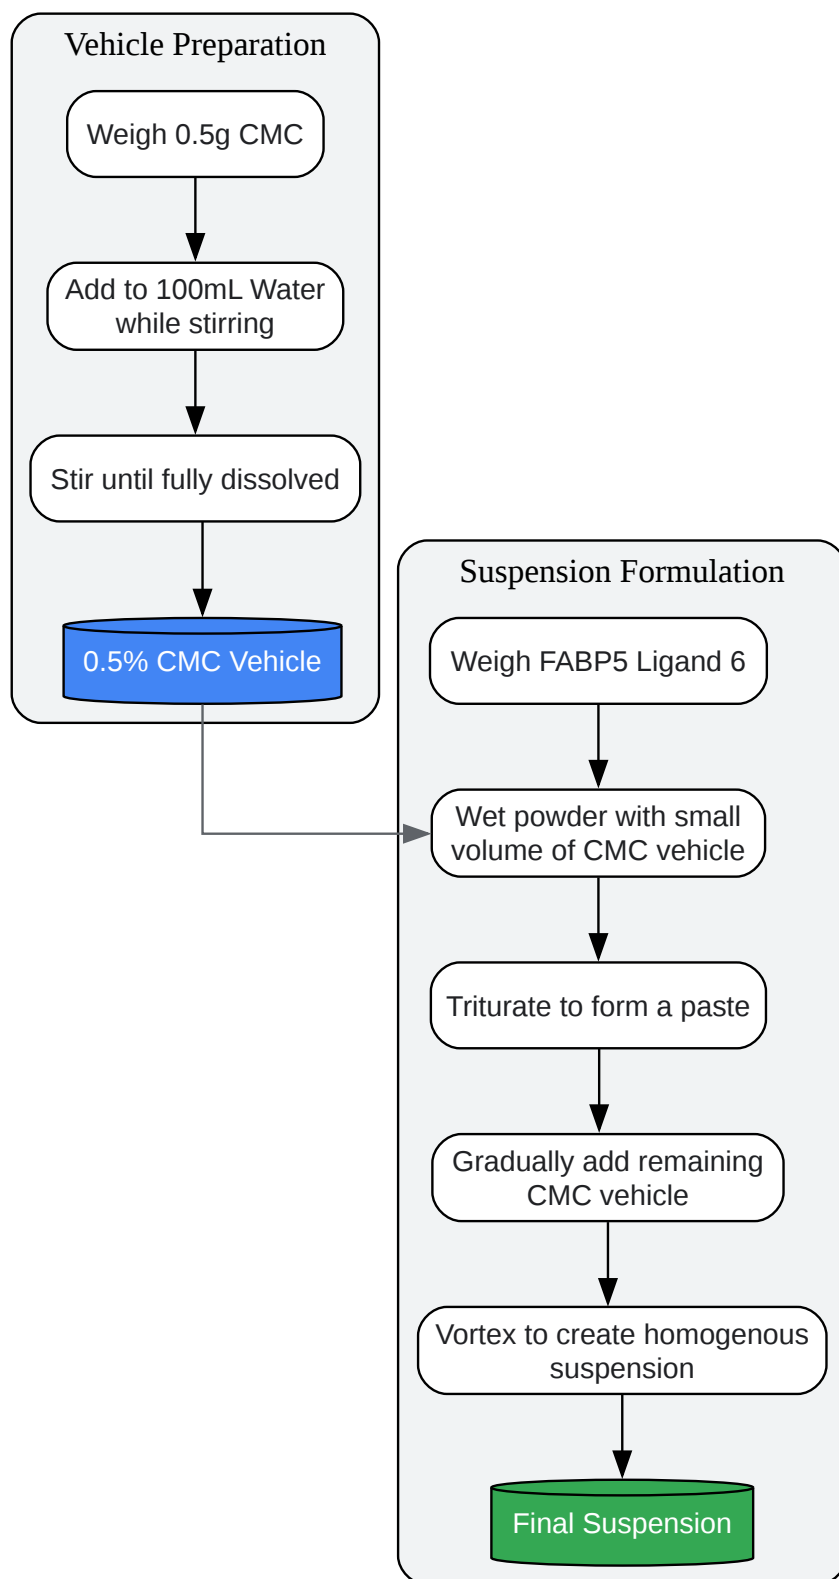 Vehicle Preparation
Weigh 0.5g CMC
Add to 100mL Water
while stirring
Stir until fully dissolved
0.5% CMC Vehicle
Suspension Formulation
Weigh FABP5 Ligand 6
Wet powder with small
volume of CMC vehicle
Triturate to form a paste
Gradually add remaining
CMC vehicle
Vortex to create homogenous
suspension
Final Suspension